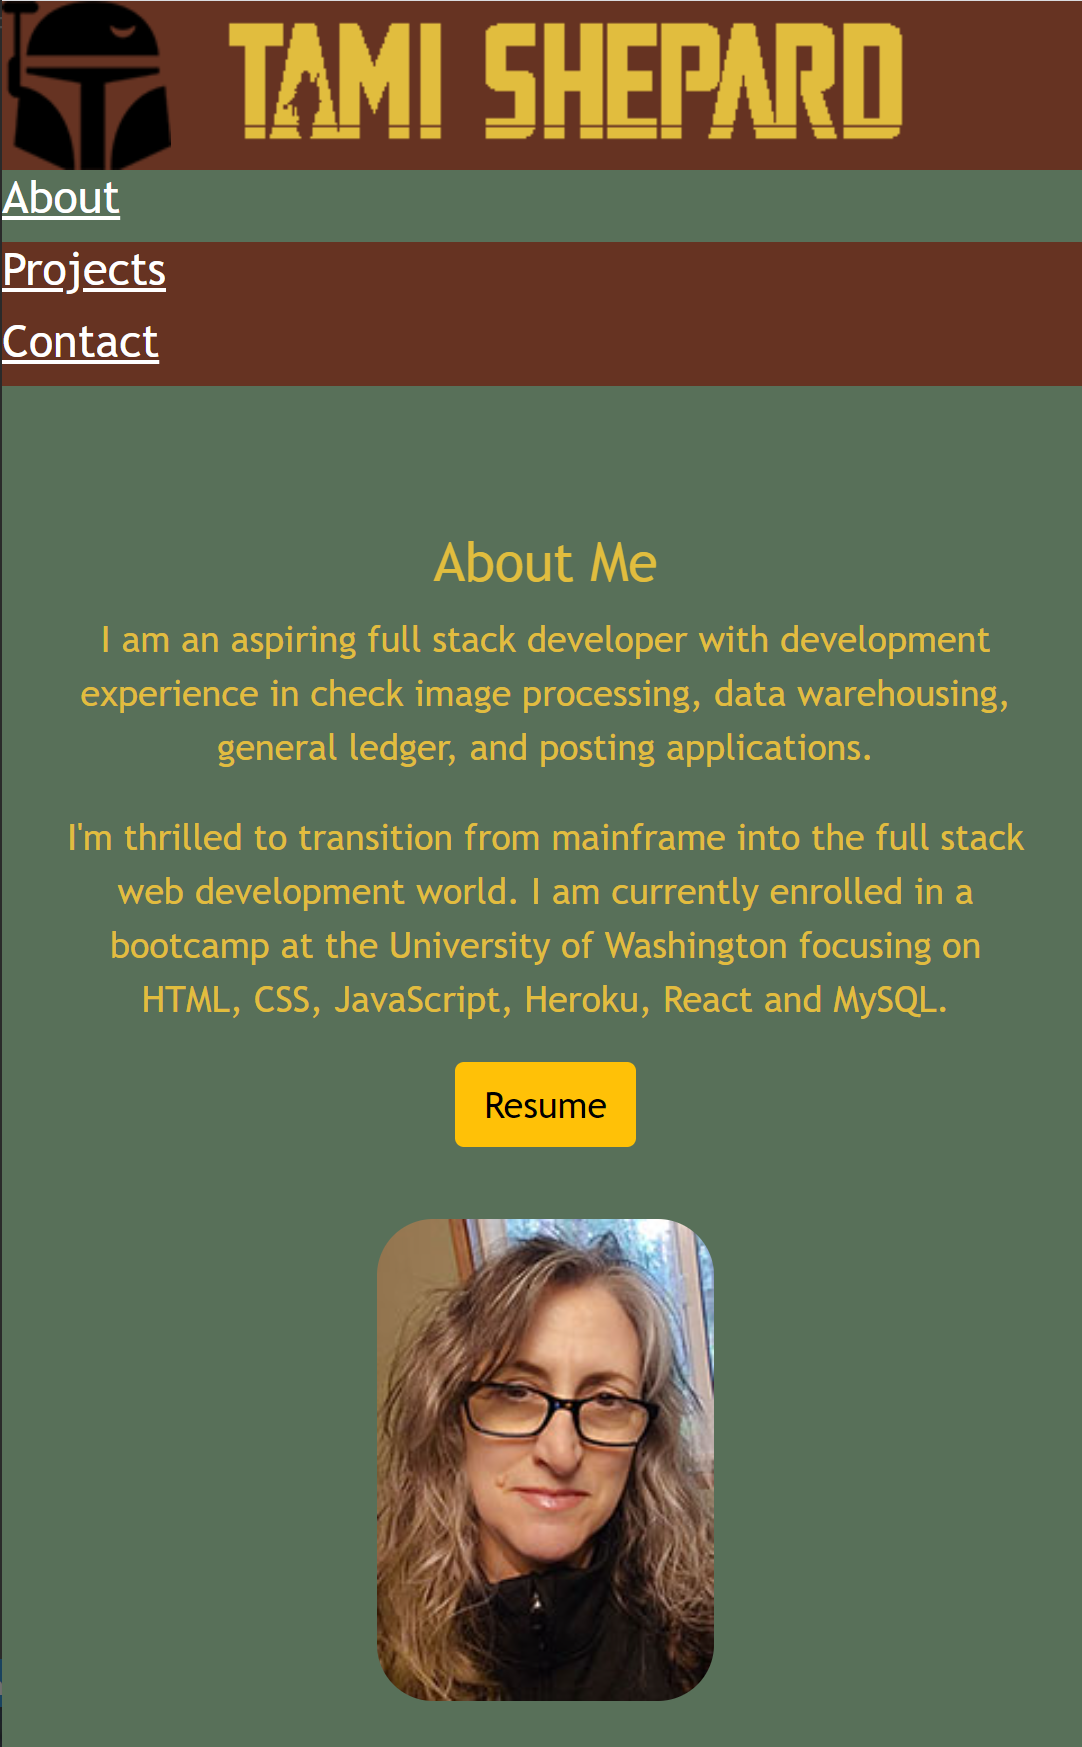 TAMI SHEPARD
About
Projects
Contact
About Me
I am an aspiring full stack developer with development
experience in check image processing, data warehousing,
general ledger, and posting applications.
I'm thrilled to transition from mainframe into the full stack
web development world. I am currently enrolled in a
bootcamp at the University of Washington focusing on
HTML, CSS, JavaScript, Heroku, React and MySQL.
Resume